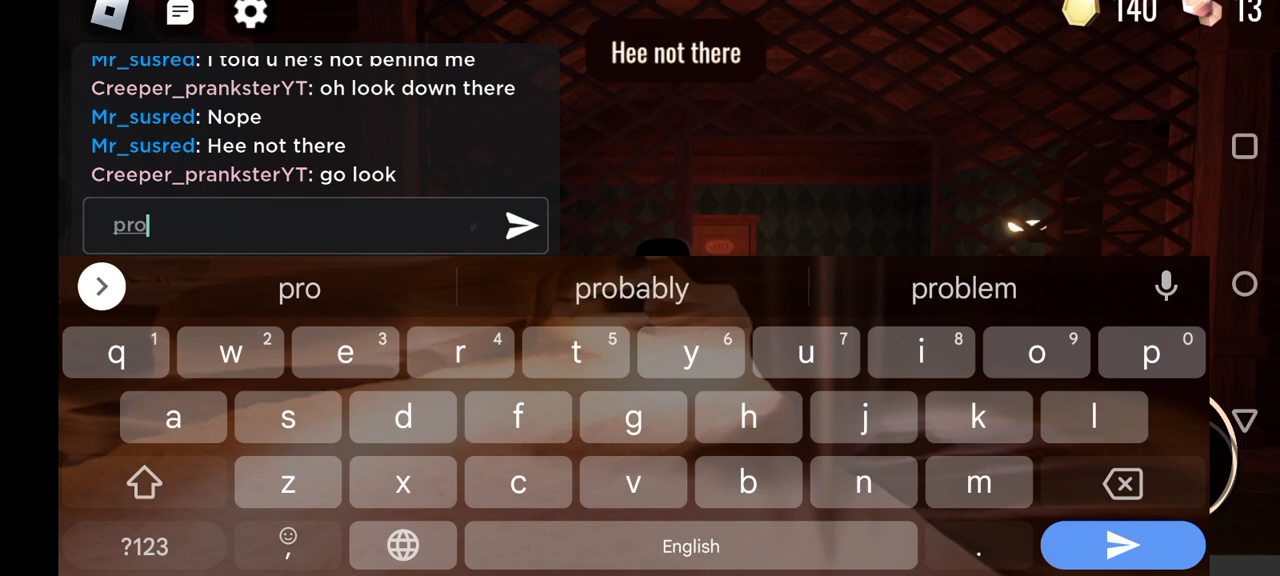 140
13
Hee not there
Mr_susred: I told u he's not behind me
Creeper_pranksterYT: oh look down there
Mr_susred: Nope
Mr_susred: Hee not there
Creeper_pranksterYT: go look
pro
pro probably problem
q 1 w 2 e 3 r 4 t 5 y 6 u 7 i 8 o 9 p 0
a s d f g h j k l
z x c v b n m
?123 , English .